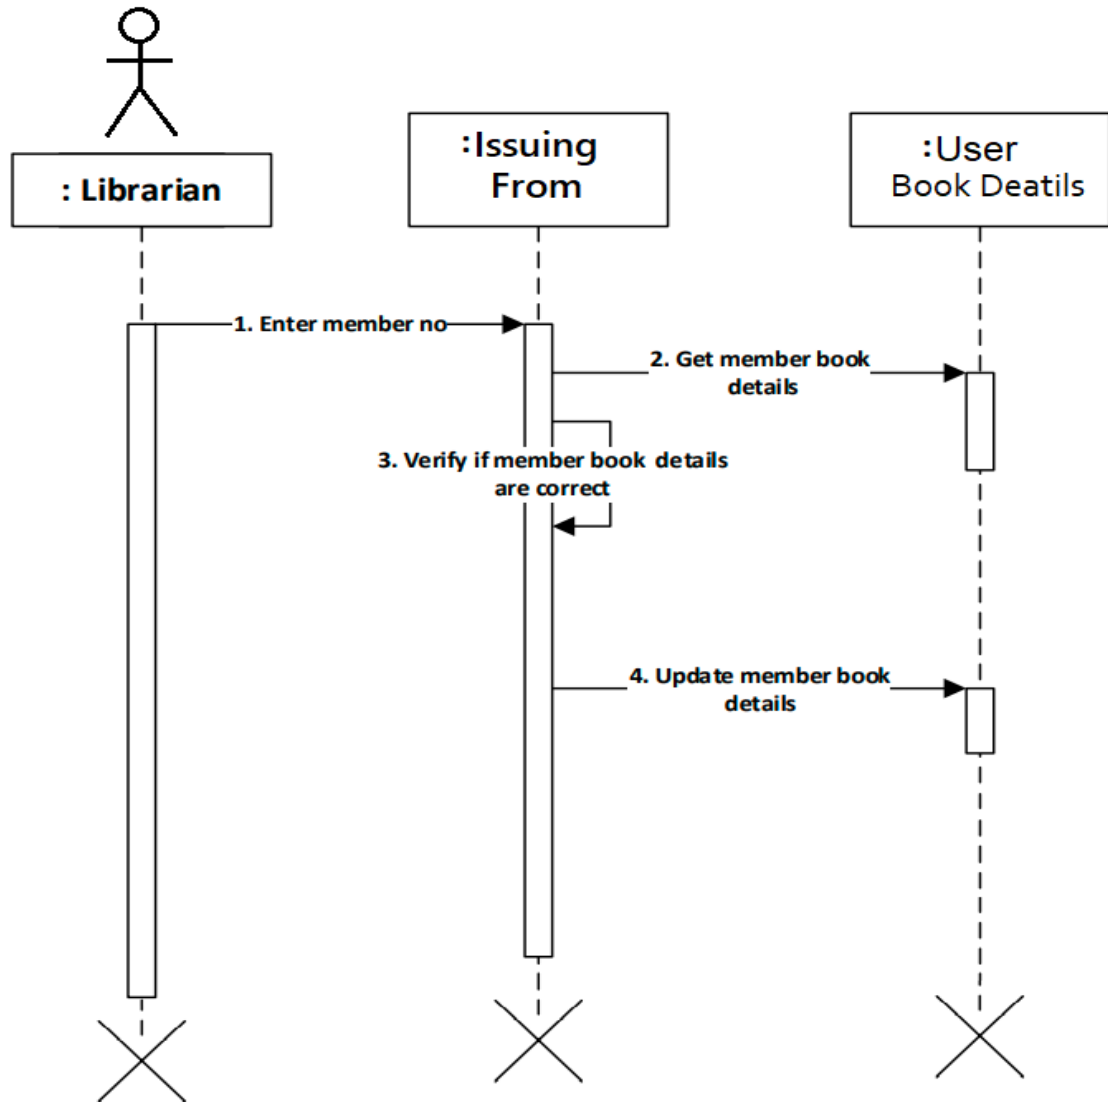 : Librarian
:Issuing
From
:User
Book Deatils
1. Enter member no
2. Get member book
details
3. Verify if member book details
are correct
4. Update member book
details